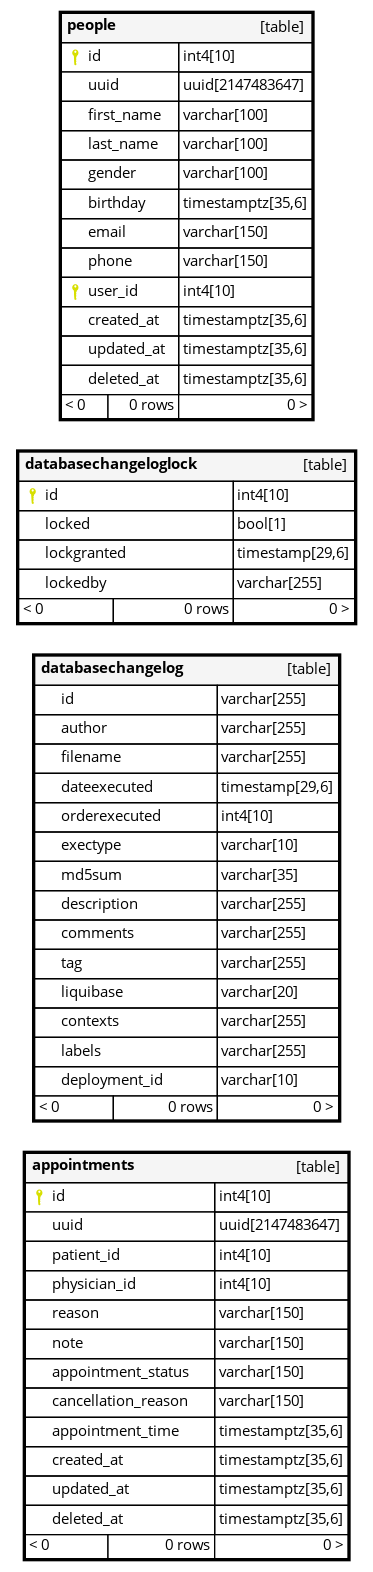 people [table]
id int4[10]
uuid uuid[2147483647]
first_name varchar[100]
last_name varchar[100]
gender varchar[100]
birthday timestamptz[35,6]
email varchar[150]
phone varchar[150]
user_id int4[10]
created_at timestamptz[35,6]
updated_at timestamptz[35,6]
deleted_at timestamptz[35,6]
< 0 0 rows 0 >
databasechangeloglock [table]
id int4[10]
locked bool[1]
lockgranted timestamp[29,6]
lockedby varchar[255]
< 0 0 rows 0 >
databasechangelog [table]
id varchar[255]
author varchar[255]
filename varchar[255]
dateexecuted timestamp[29,6]
orderexecuted int4[10]
exectype varchar[10]
md5sum varchar[35]
description varchar[255]
comments varchar[255]
tag varchar[255]
liquibase varchar[20]
contexts varchar[255]
labels varchar[255]
deployment_id varchar[10]
< 0 0 rows 0 >
appointments [table]
id int4[10]
uuid uuid[2147483647]
patient_id int4[10]
physician_id int4[10]
reason varchar[150]
note varchar[150]
appointment_status varchar[150]
cancellation_reason varchar[150]
appointment_time timestamptz[35,6]
created_at timestamptz[35,6]
updated_at timestamptz[35,6]
deleted_at timestamptz[35,6]
< 0 0 rows 0 >